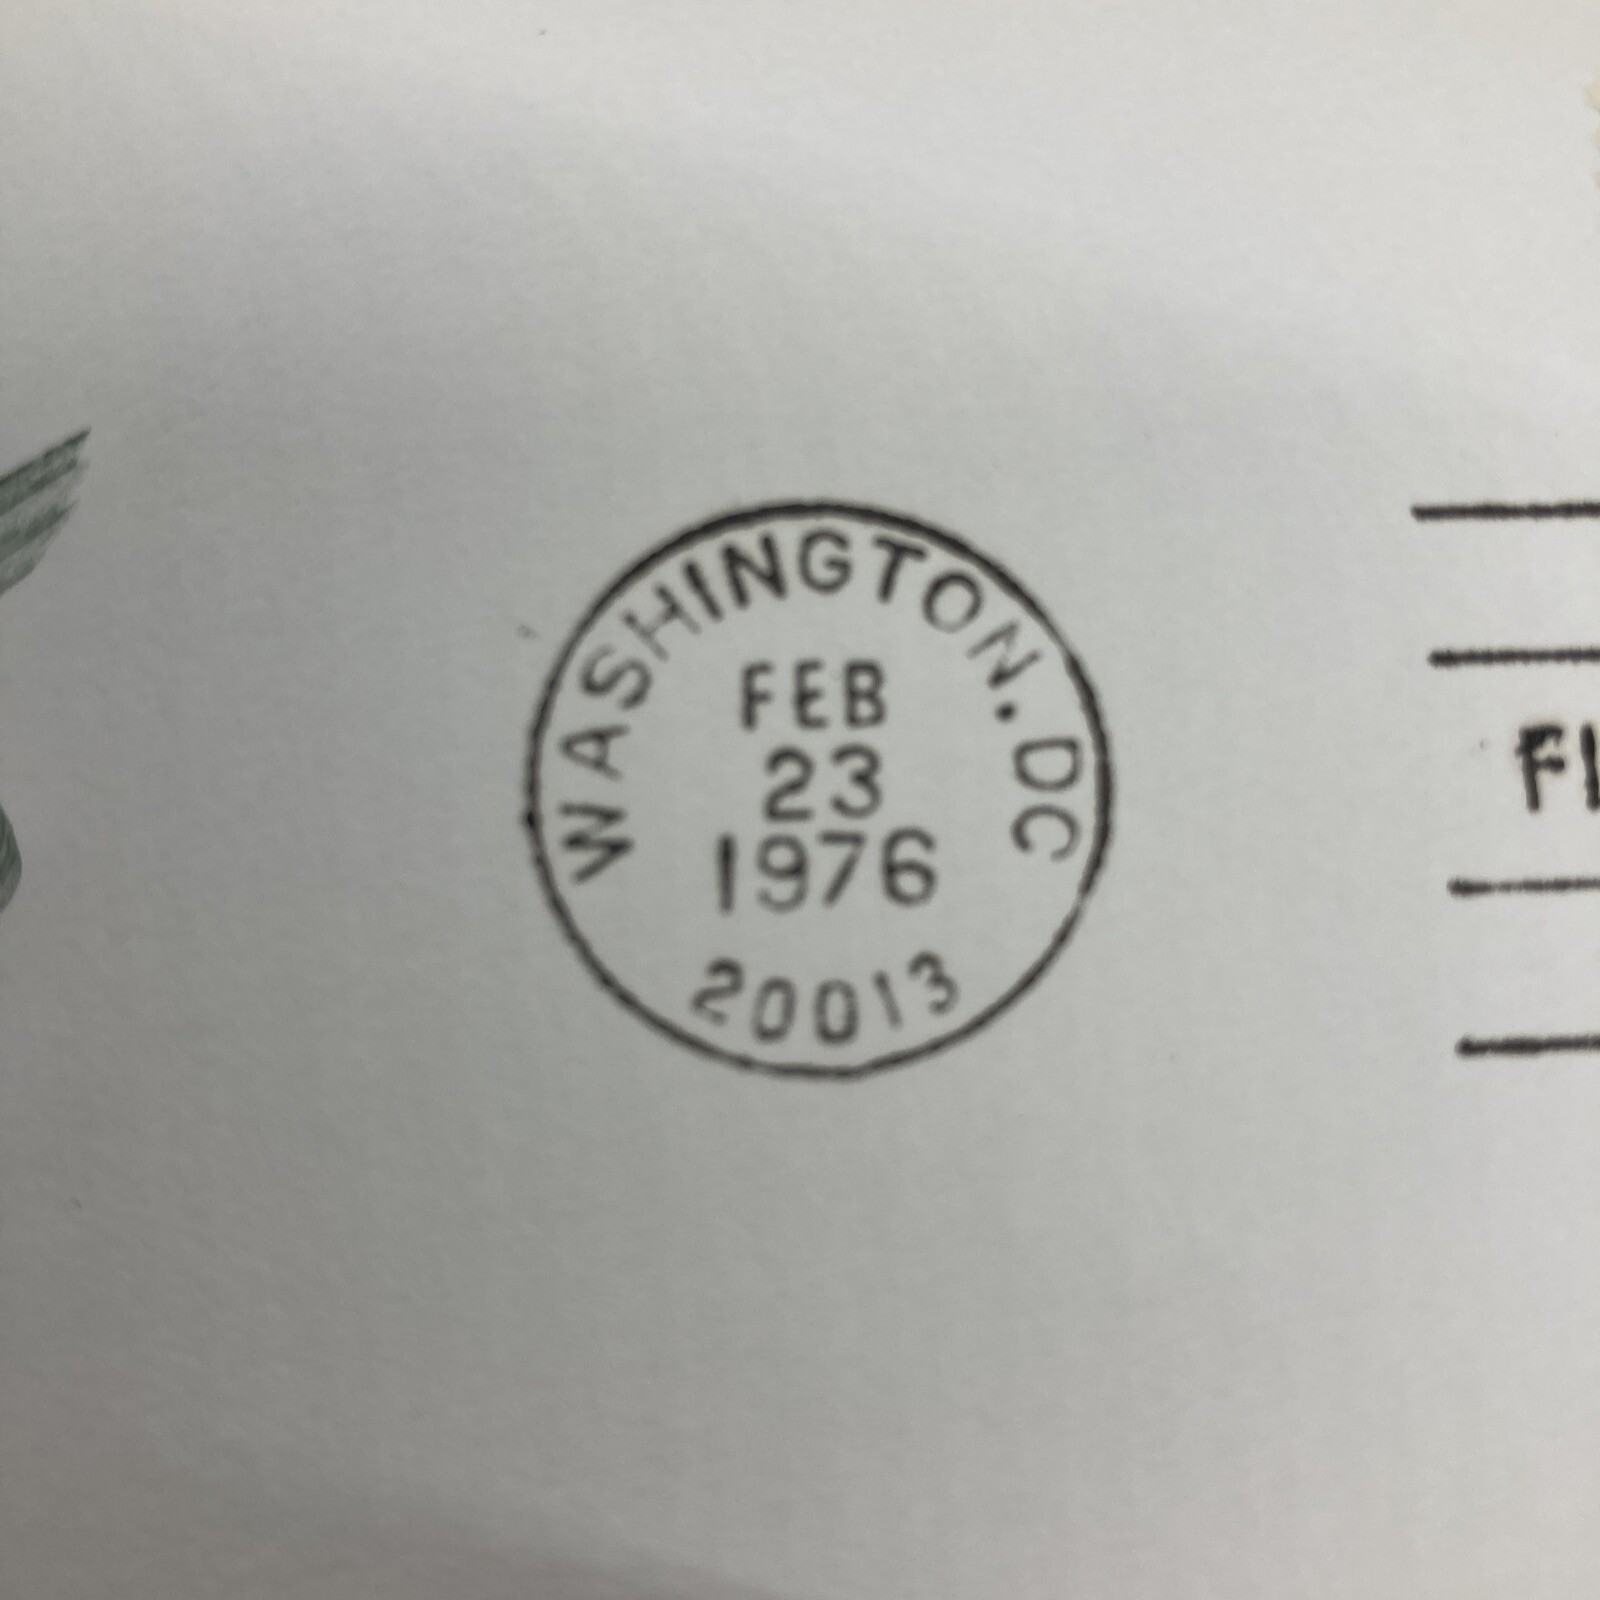 WASHINGTON. DC
FEB
23
1976
20013
FI